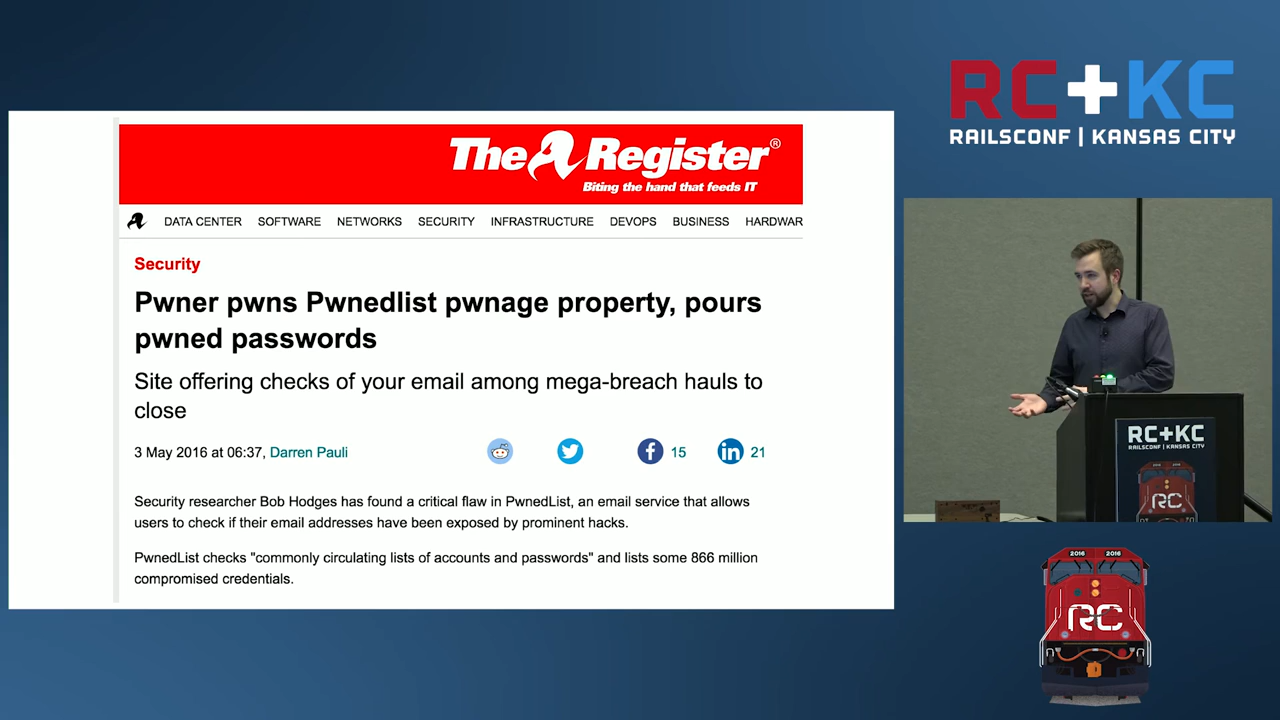 The Register®
Biting the hand that feeds IT
DATA CENTER SOFTWARE NETWORKS SECURITY INFRASTRUCTURE DEVOPS BUSINESS HARDWAR
Security
Pwner pwns Pwnedlist pwnage property, pours
pwned passwords
Site offering checks of your email among mega-breach hauls to
close
3 May 2016 at 06:37, Darren Pauli
15
in 21
Security researcher Bob Hodges has found a critical flaw in PwnedList, an email service that allows
users to check if their email addresses have been exposed by prominent hacks.
PwnedList checks "commonly circulating lists of accounts and passwords" and lists some 866 million
compromised credentials.
RC+KC
RAILSCONF | KANSAS CITY
RC+KC
RAILSCONF | KANSAS CITY
RC
2016 2016
RC